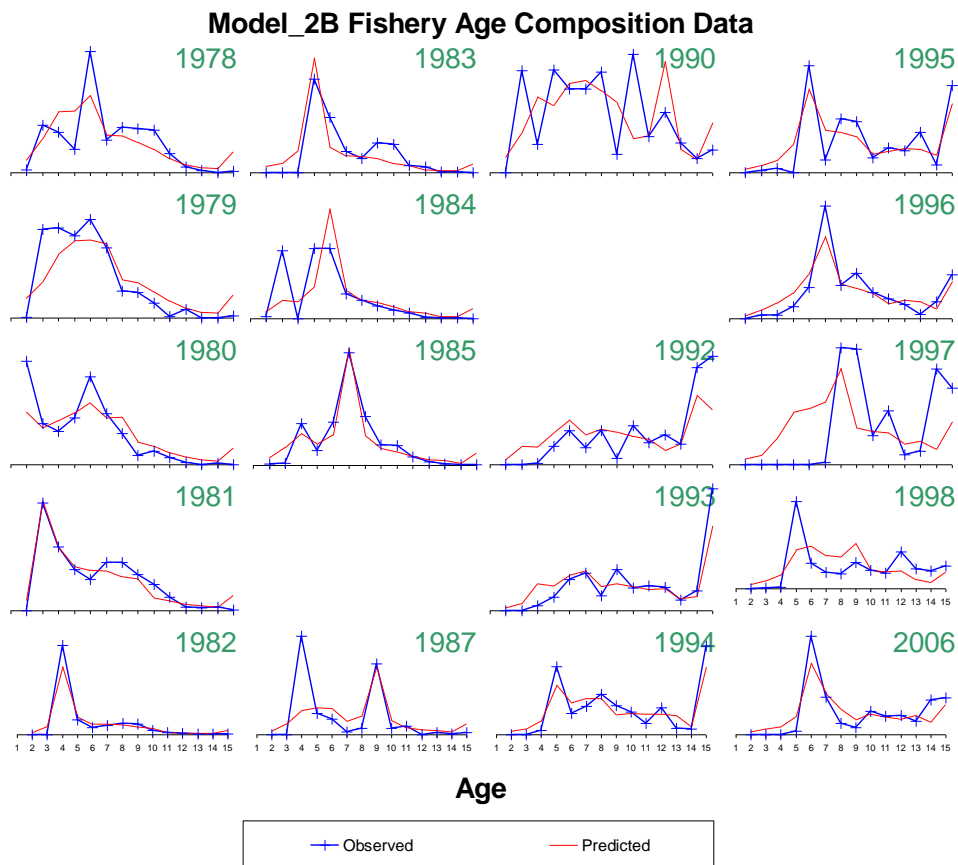 Model_2B Fishery Age Composition Data
1978 1983 1990 1995
1979 1984 1996
1980 1985 1992 1997
1981 1993 1998
1 2 3 4 5 6 7 8 9 10 11 12 13 14 15
1982 1987 1994 2006
1 2 3 4 5 6 7 8 9 10 11 12 13 14 15 1 2 3 4 5 6 7 8 9 10 11 12 13 14 15 1 2 3 4 5 6 7 8 9 10 11 12 13 14 15 1 2 3 4 5 6 7 8 9 10 11 12 13 14 15
Age
Observed Predicted